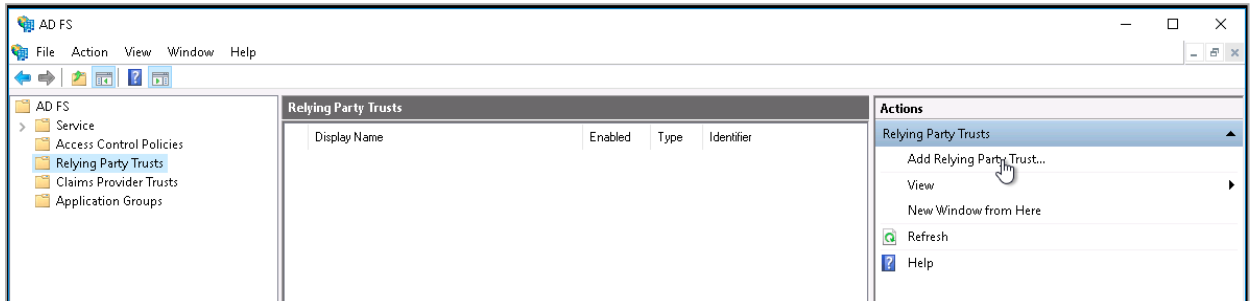 AD FS
File Action View Window Help
AD FS
Service
Access Control Policies
Relying Party Trusts
Claims Provider Trusts
Application Groups
Relying Party Trusts
Display Name Enabled Type Identifier
Actions
Relying Party Trusts
Add Relying Party Trust...
View
New Window from Here
Refresh
Help